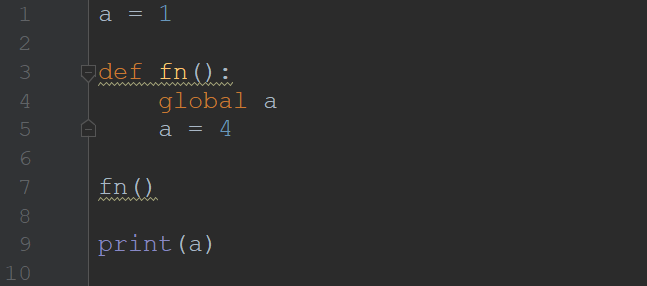 1 a = 1
2
3 def fn():
4     global a
5     a = 4
6
7 fn()
8
9 print(a)
10